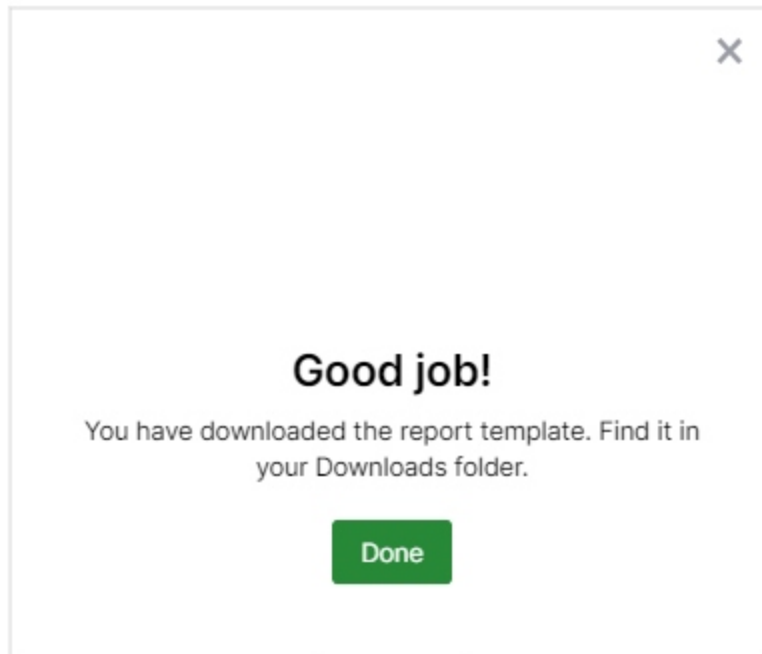 Good job!
You have downloaded the report template. Find it in
your Downloads folder.
Done